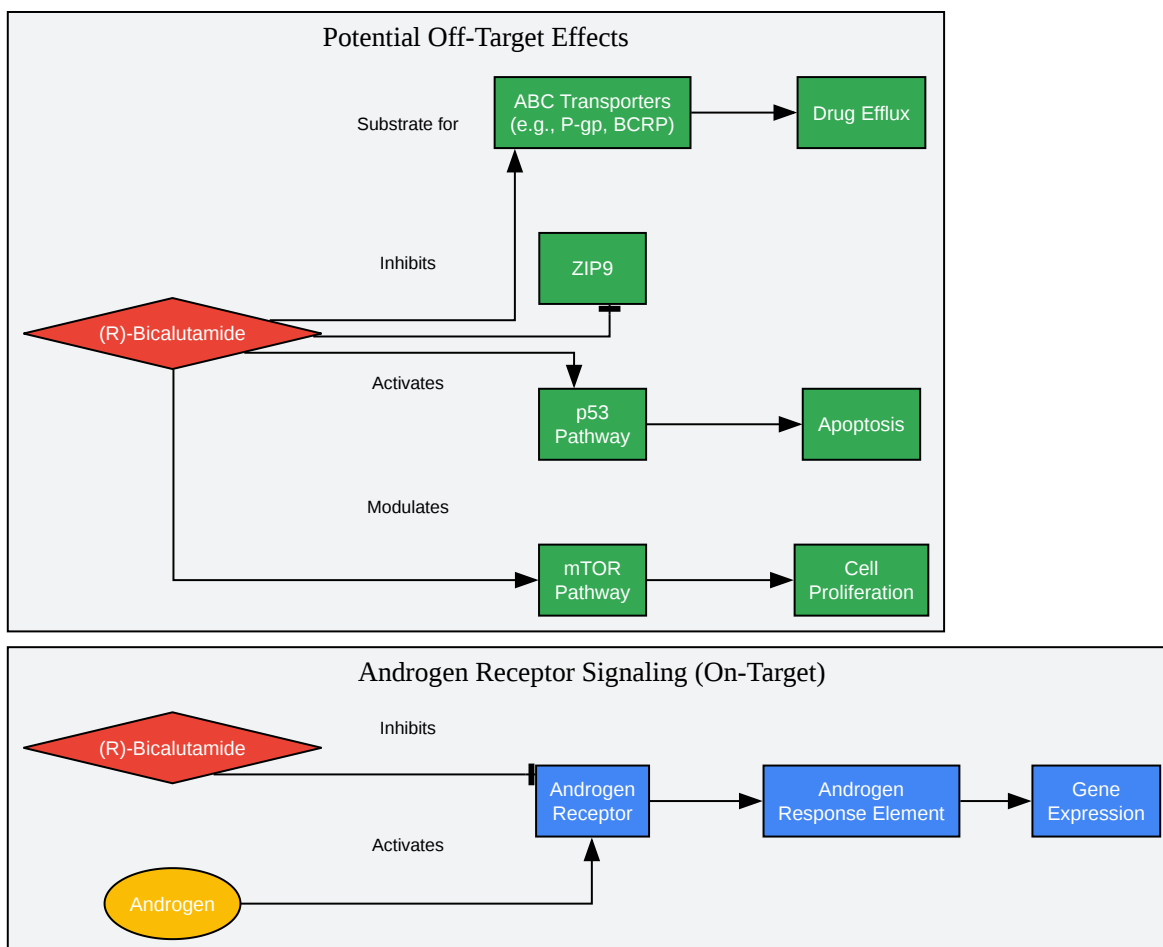 Potential Off-Target Effects
Substrate for
ABC Transporters
(e.g., P-gp, BCRP)
Drug Efflux
Inhibits
ZIP9
(R)-Bicalutamide
Activates
p53
Pathway
Apoptosis
Modulates
mTOR
Pathway
Cell
Proliferation
Androgen Receptor Signaling (On-Target)
(R)-Bicalutamide
Inhibits
Androgen
Receptor
Androgen
Response Element
Gene
Expression
Activates
Androgen